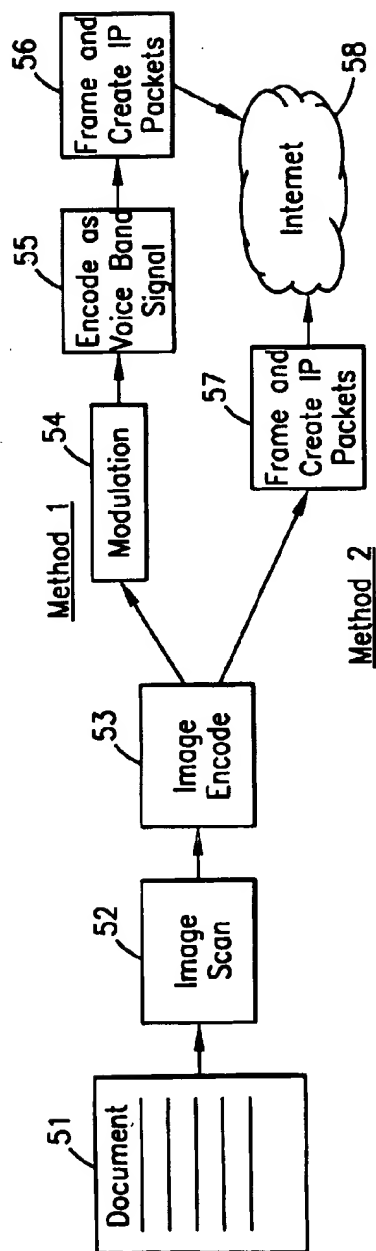 51
Document
52
Image
Scan
53
Image
Encode
Method 1
54
Modulation
55
Encode as
Voice Band
Signal
56
Frame and
Create IP
Packets
Method 2
57
Frame and
Create IP
Packets
Internet
58